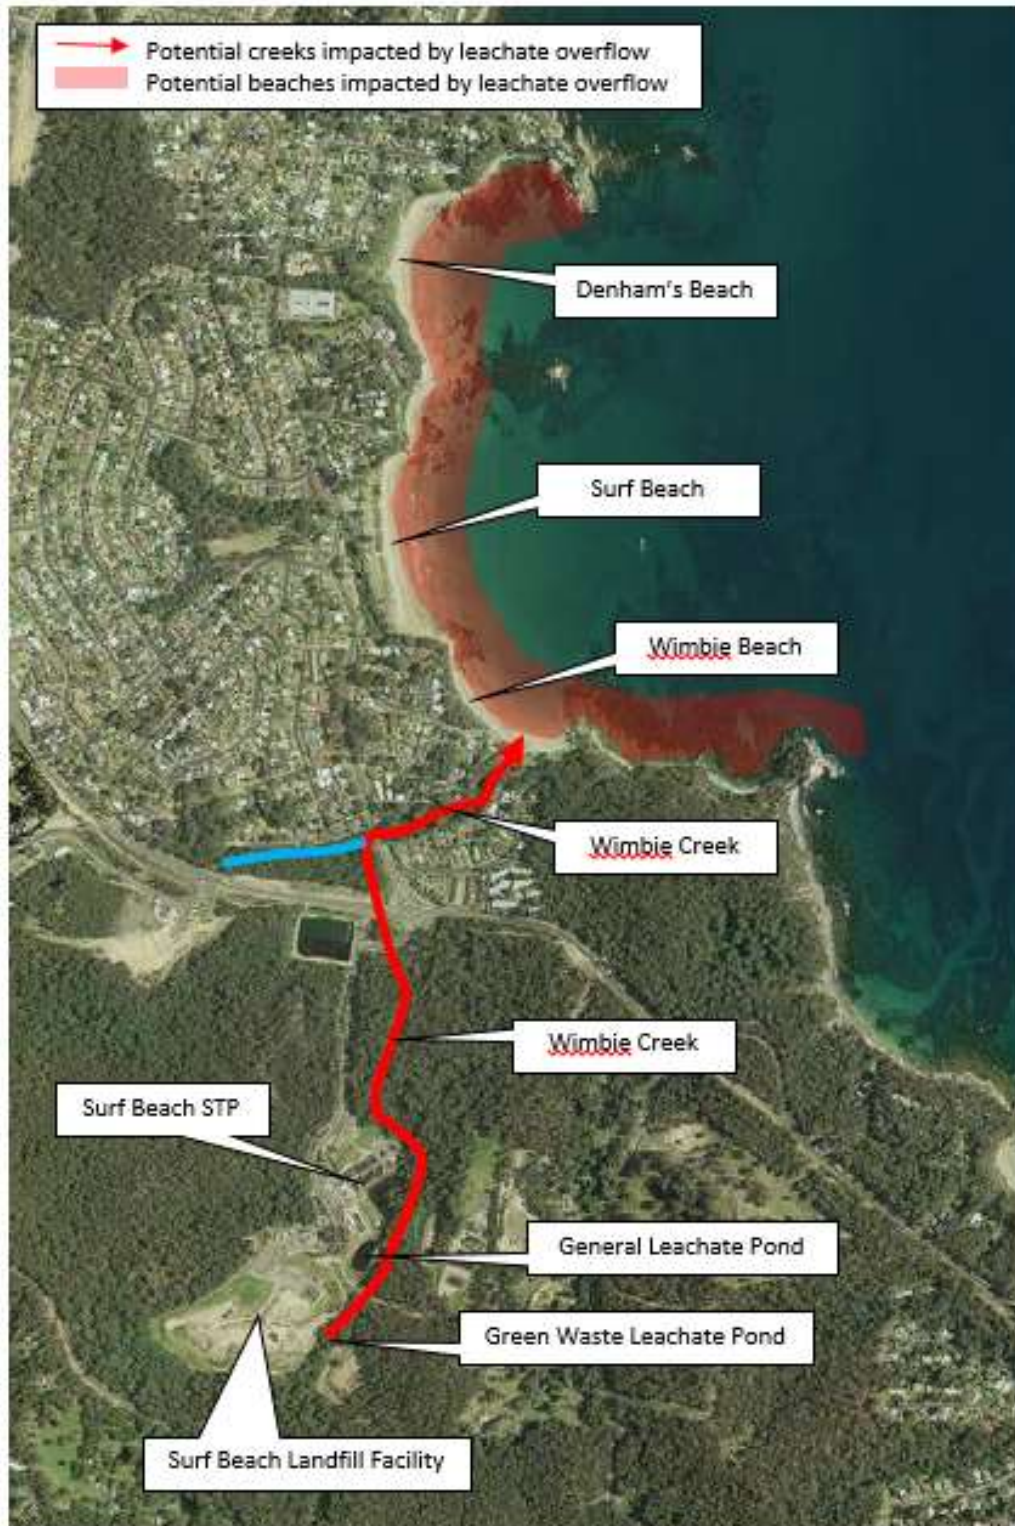 Potential creeks impacted by leachate overflow
Potential beaches impacted by leachate overflow
Denham's Beach
Surf Beach
Wimbie Beach
Wimbie Creek
Wimbie Creek
Surf Beach STP
General Leachate Pond
Green Waste Leachate Pond
Surf Beach Landfill Facility